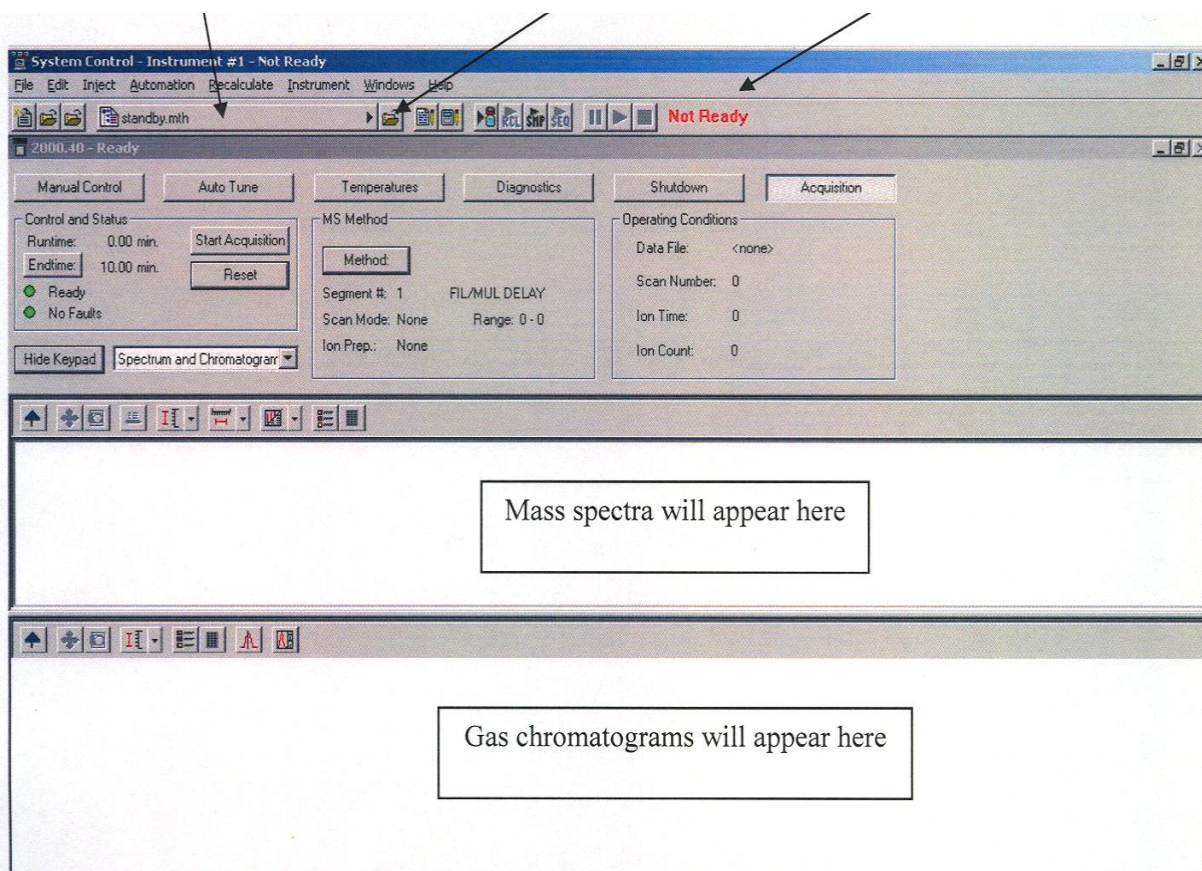 System Control - Instrument #1 - Not Ready
File Edit Inject Automation Recalculate Instrument Windows Help
standby.mth RCL SMP SEQ Not Ready
2000.40 - Ready
Manual Control Auto Tune Temperatures Diagnostics Shutdown Acquisition
Control and Status MS Method Operating Conditions
Runtime: 0.00 min. Start Acquisition Method: Data File: <none>
Endtime: 10.00 min. Reset Scan Number: 0
Ready Segment #: 1 FIL/MUL DELAY
No Faults Scan Mode: None Range: 0 - 0 Ion Time: 0
Hide Keypad Spectrum and Chromatogram Ion Prep.: None Ion Count: 0
Mass spectra will appear here
Gas chromatograms will appear here